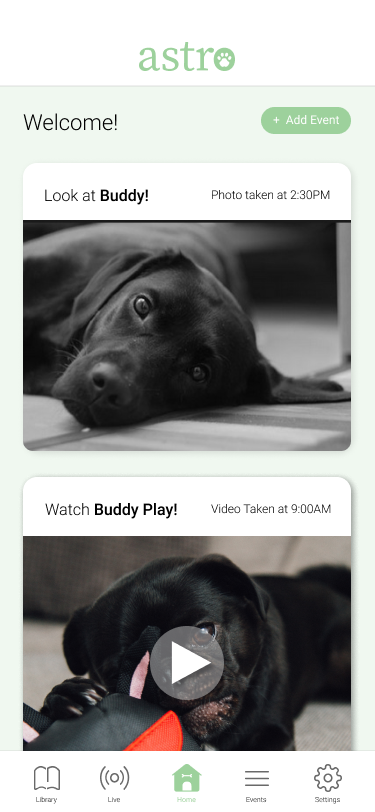 astro
Welcome!
+ Add Event
Look at Buddy!
Photo taken at 2:30PM
Watch Buddy Play!
Video Taken at 9:00AM
Library
Live
Home
Events
Settings